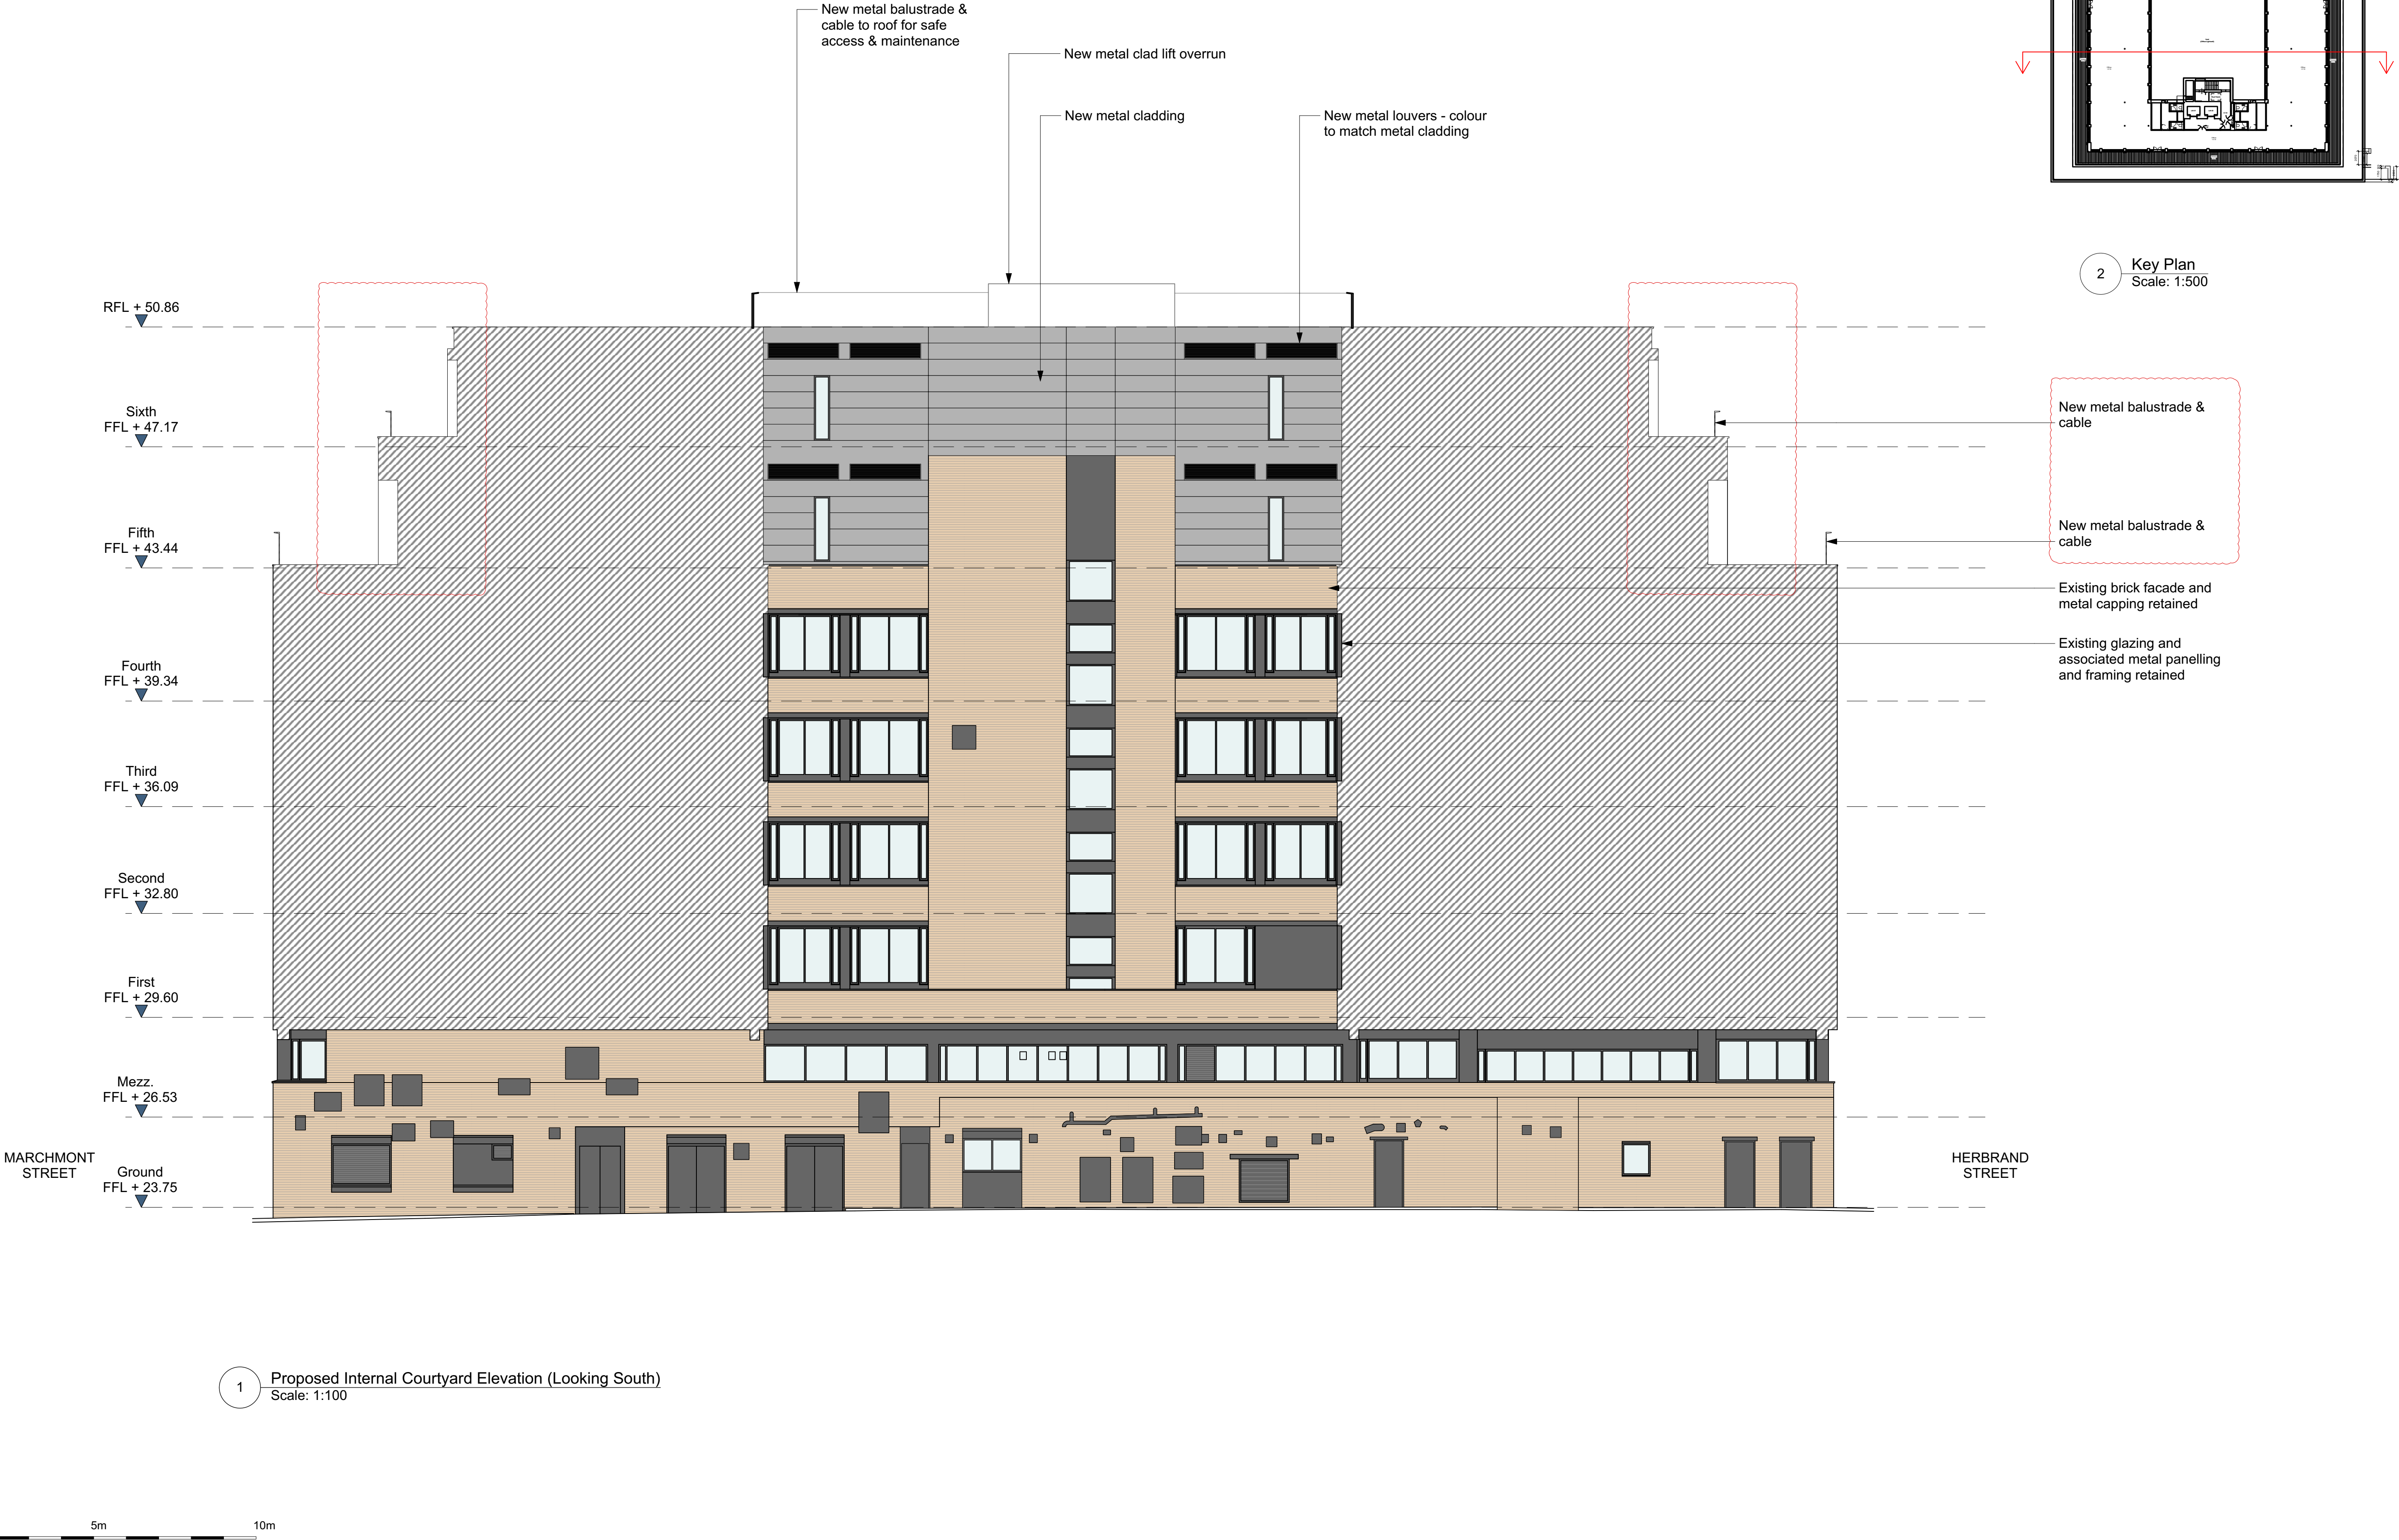 New metal balustrade &
cable to roof for safe
access & maintenance
New metal clad lift overrun
New metal cladding
New metal louvers - colour
to match metal cladding
2
Key Plan
Scale: 1:500
RFL + 50.86
Sixth
FFL + 47.17
Fifth
FFL + 43.44
Fourth
FFL + 39.34
Third
FFL + 36.09
Second
FFL + 32.80
First
FFL + 29.60
Mezz.
FFL + 26.53
Ground
FFL + 23.75
MARCHMONT
STREET
New metal balustrade &
cable
New metal balustrade &
cable
Existing brick facade and
metal capping retained
Existing glazing and
associated metal panelling
and framing retained
HERBRAND
STREET
1
Proposed Internal Courtyard Elevation (Looking South)
Scale: 1:100
5m
10m